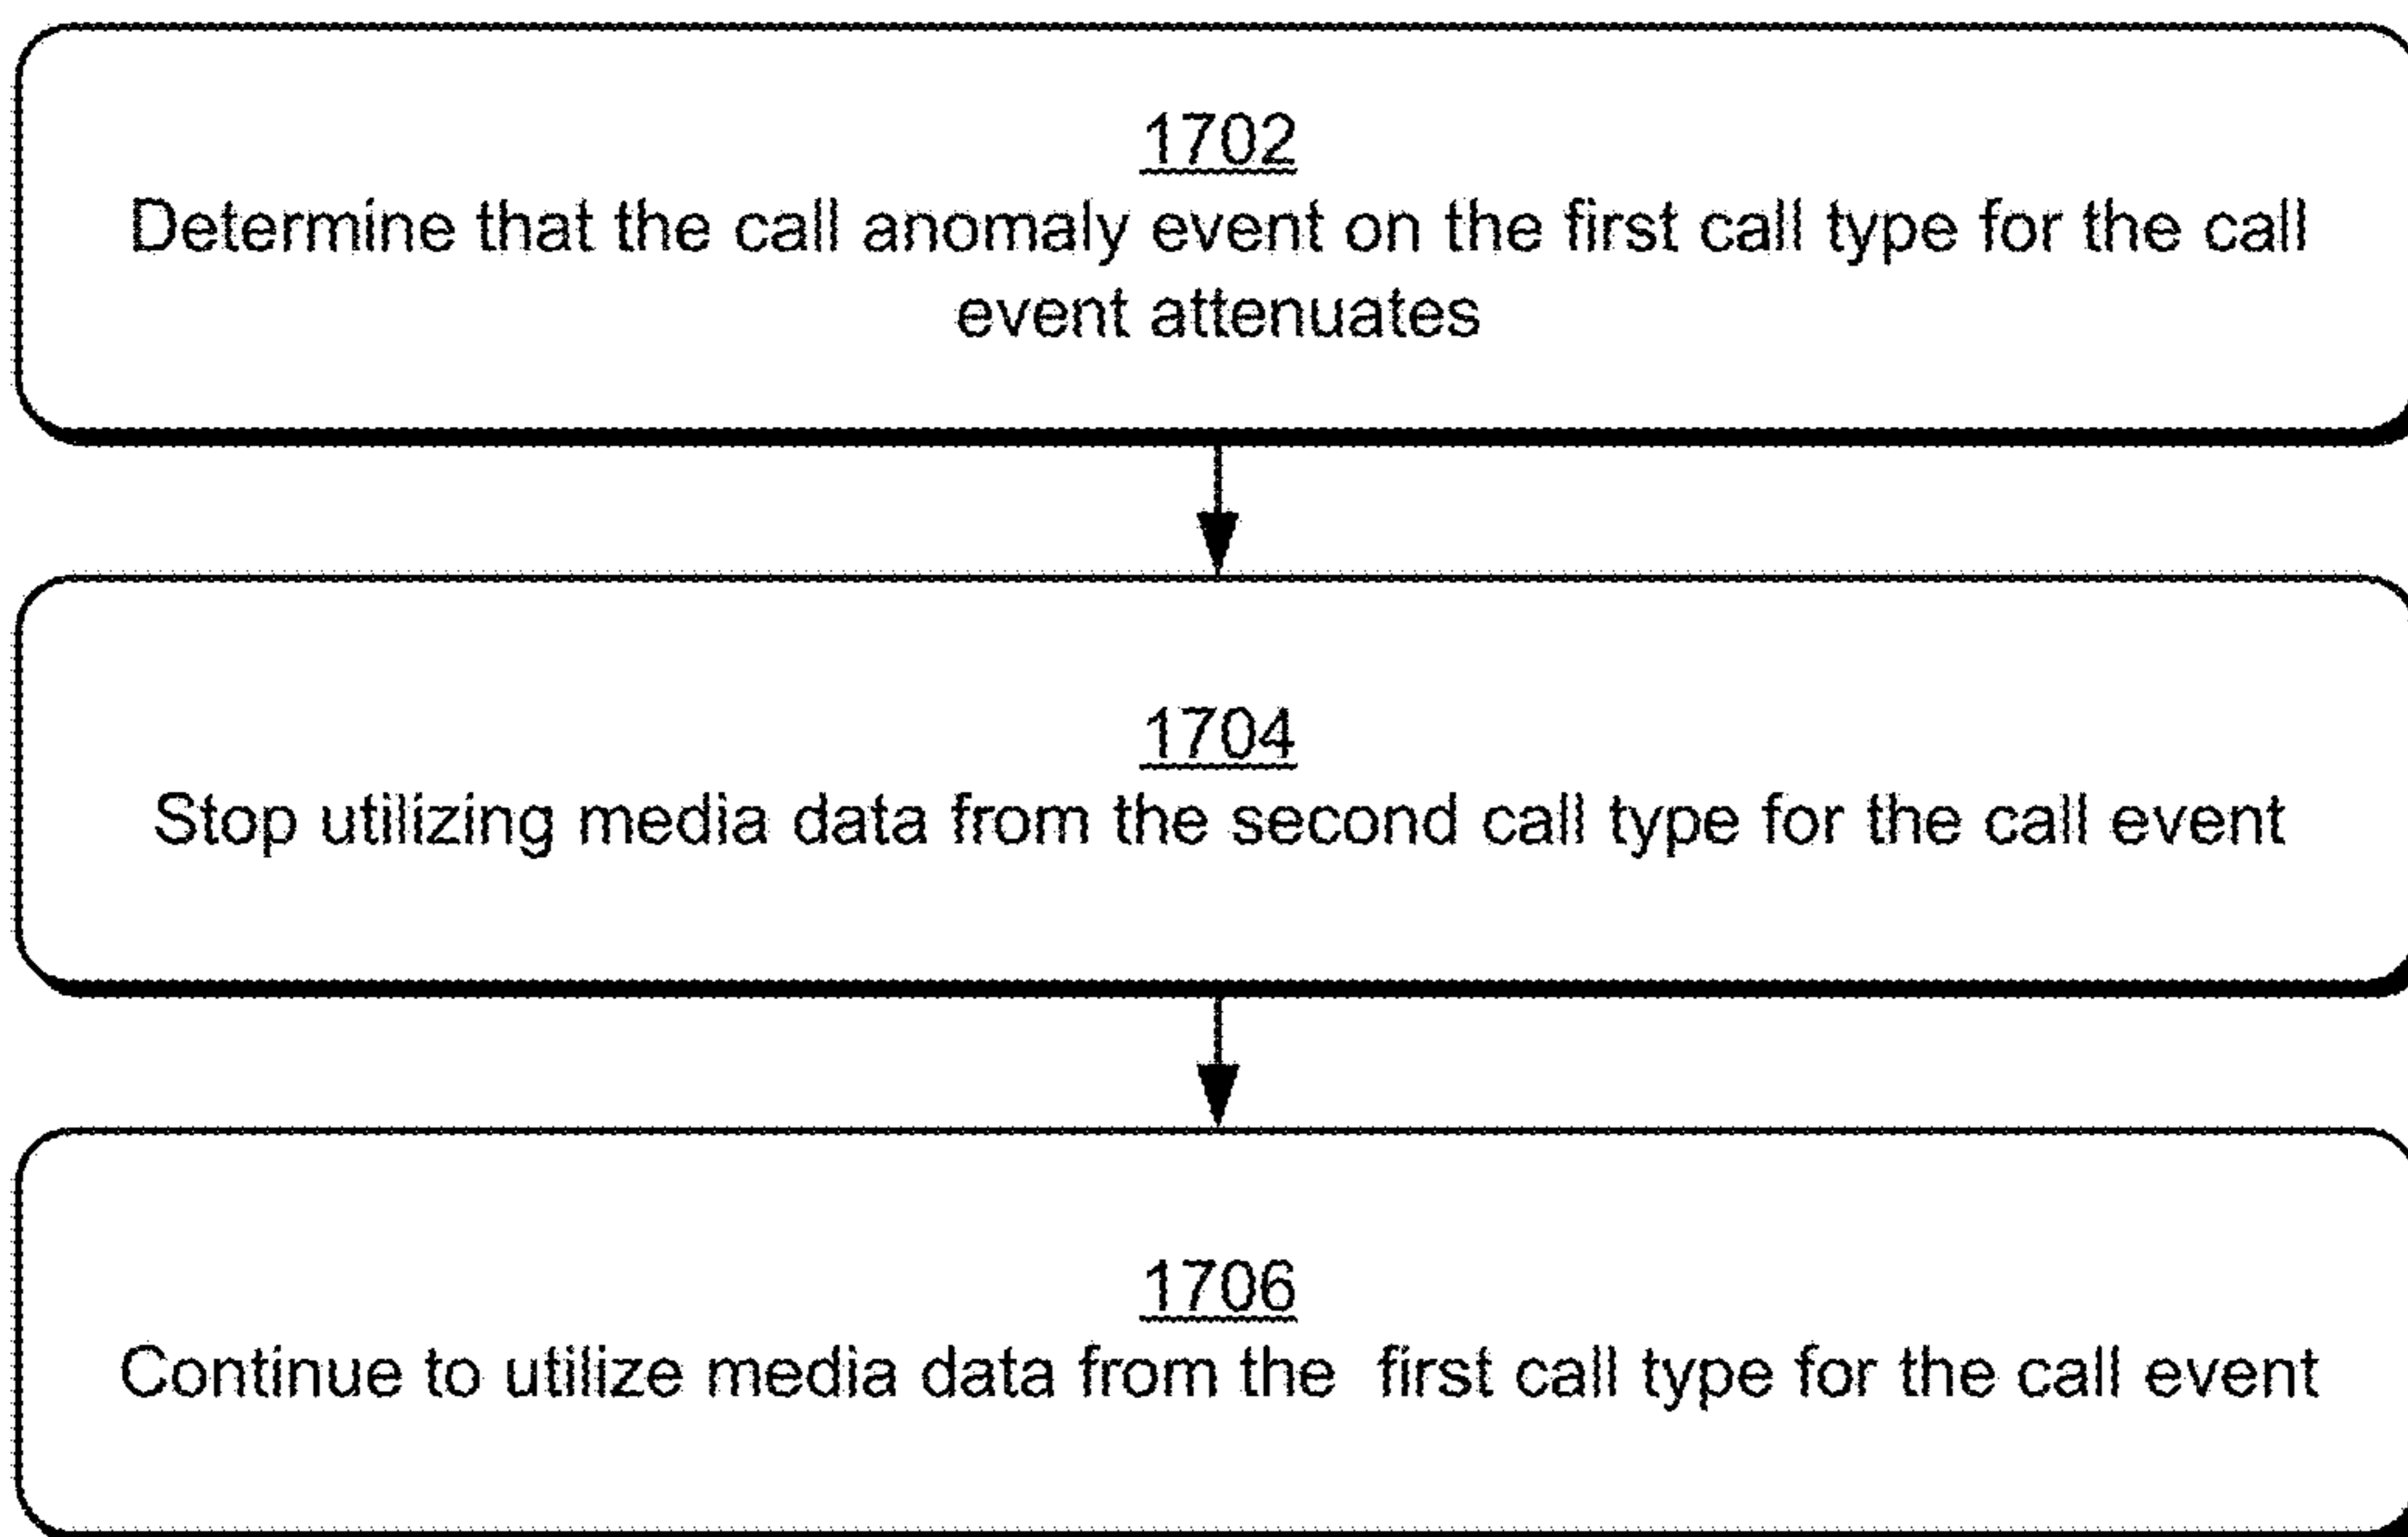 1702
Determine that the call anomaly event on the first call type for the call
event attenuates
1704
Stop utilizing media data from the second call type for the call event
1706
Continue to utilize media data from the first call type for the call event